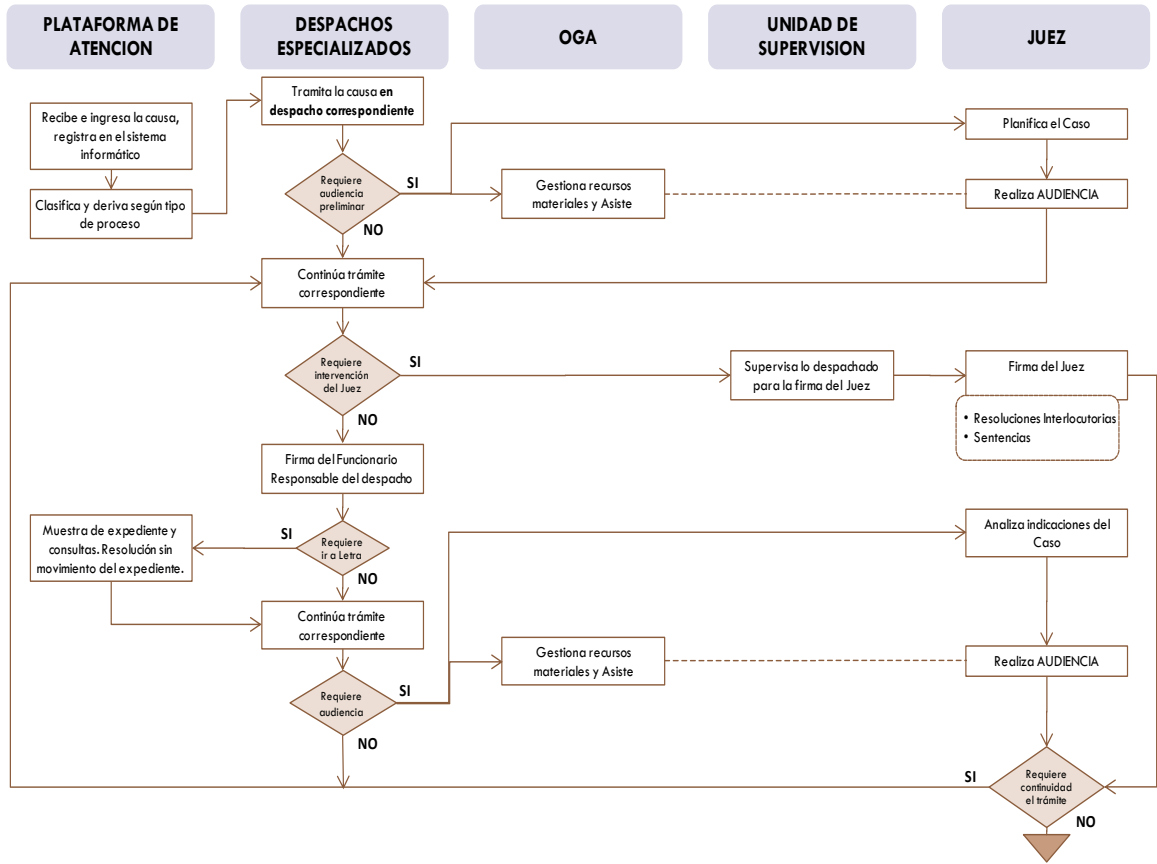 PLATAFORMA DE
ATENCION
DESPACHOS
ESPECIALIZADOS
OGA
UNIDAD DE
SUPERVISION
JUEZ
Recibe e ingresa la causa,
registra en el sistema
informático
Clasifica y deriva según tipo
de proceso
Tramita la causa en
despacho correspondiente
Requiere
audiencia
preliminar
SI
NO
Gestiona recursos
materiales y Asiste
Planifica el Caso
Realiza AUDIENCIA
Continúa trámite
correspondiente
Requiere
intervención
del Juez
SI
NO
Supervisa lo despachado
para la firma del Juez
Firma del Juez
• Resoluciones Interlocutorias
• Sentencias
Firma del Funcionario
Responsable del despacho
Requiere
ir a Letra
SI
NO
Muestra de expediente y
consultas. Resolución sin
movimiento del expediente.
Analiza indicaciones del
Caso
Continúa trámite
correspondiente
Requiere
audiencia
SI
NO
Gestiona recursos
materiales y Asiste
Realiza AUDIENCIA
Requiere
continuidad
el trámite
SI
NO